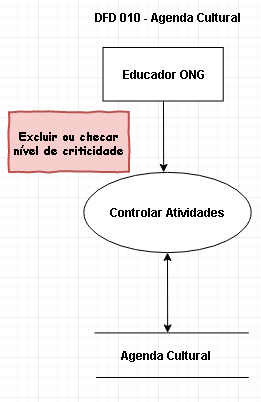 DFD 010 - Agenda Cultural
Educador ONG
Excluir ou checar
nível de criticidade
Controlar Atividades
Agenda Cultural